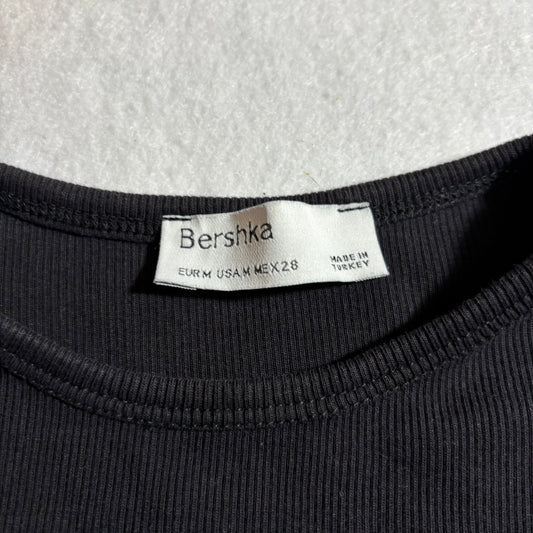 Bershka
EUR M USA M MEX 28
MADE IN
TURKEY